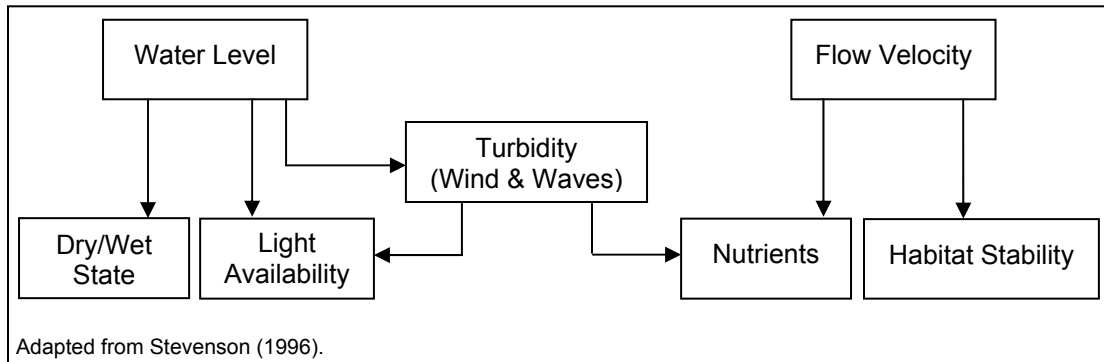 Water Level
Flow Velocity
Turbidity
(Wind & Waves)
Dry/Wet
State
Light
Availability
Nutrients
Habitat Stability
Adapted from Stevenson (1996).